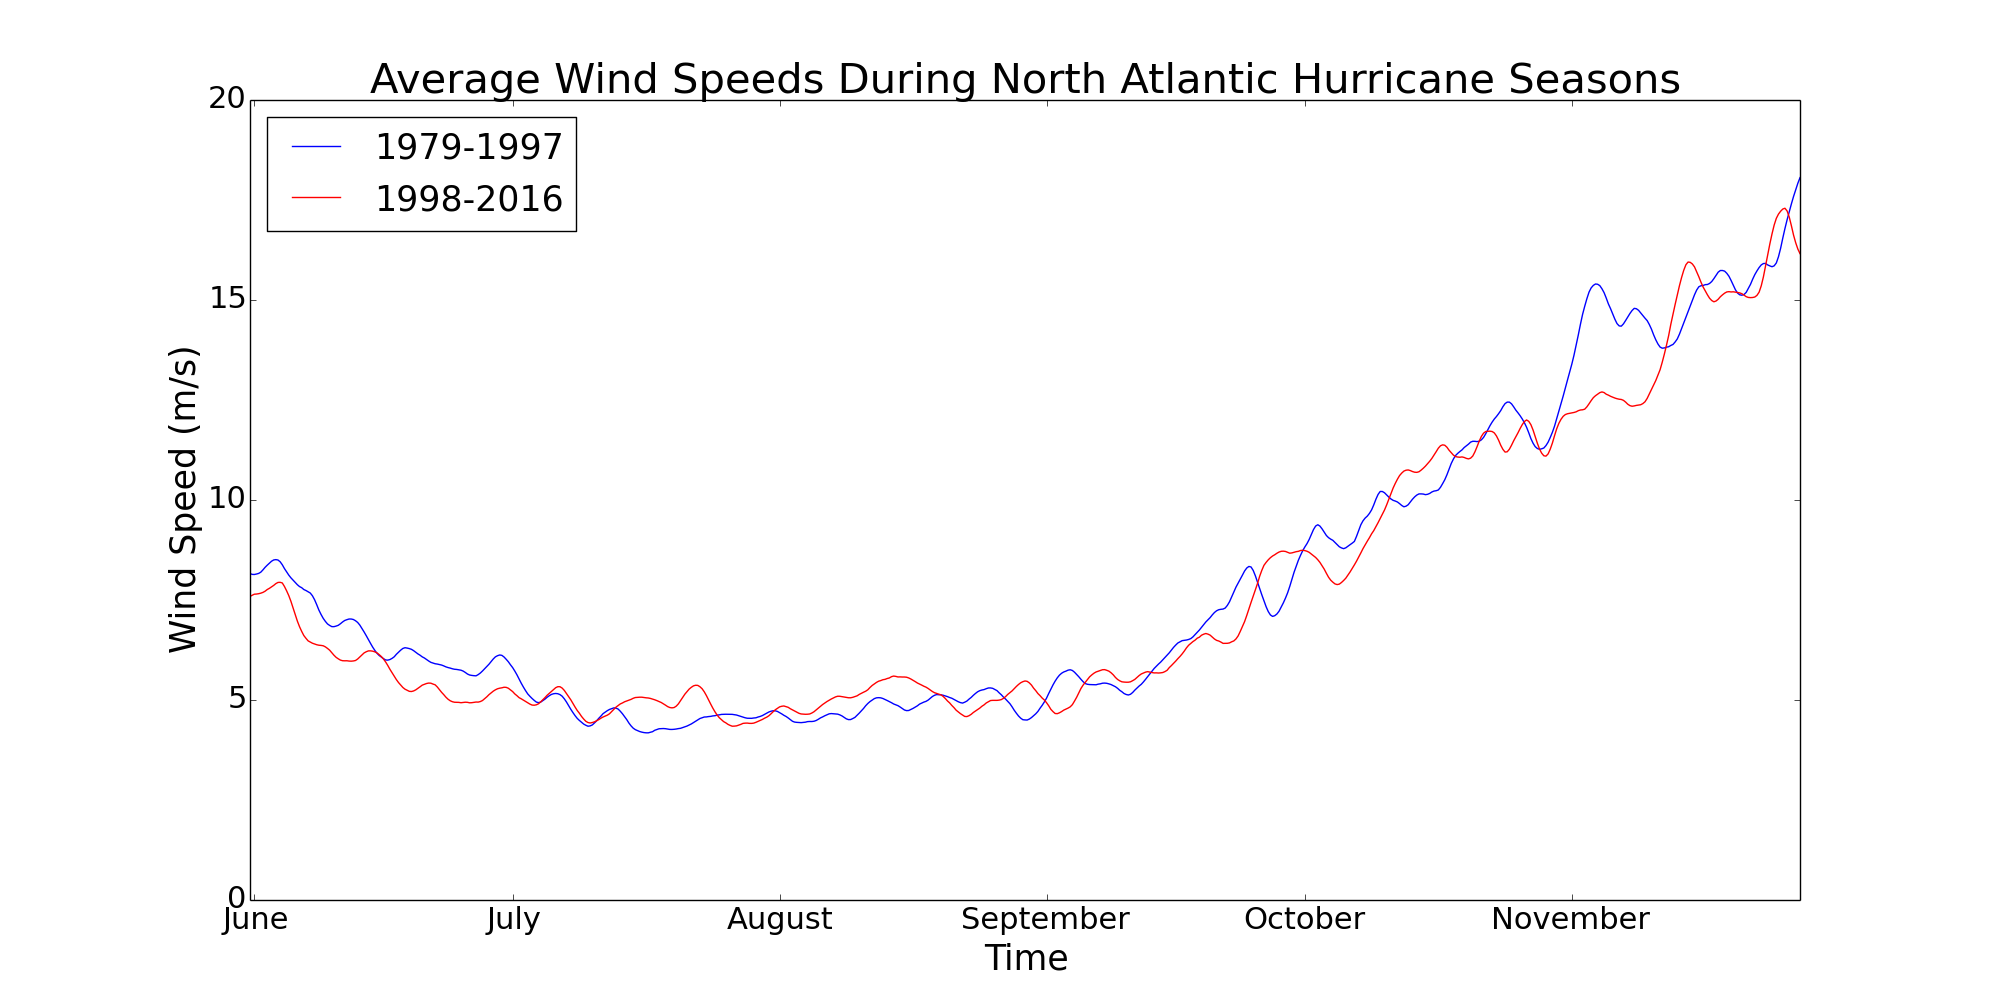 Average Wind Speeds During North Atlantic Hurricane Seasons
20
1979-1997
1998-2016
15
Wind Speed (m/s)
10
5
0
June July August September October November
Time